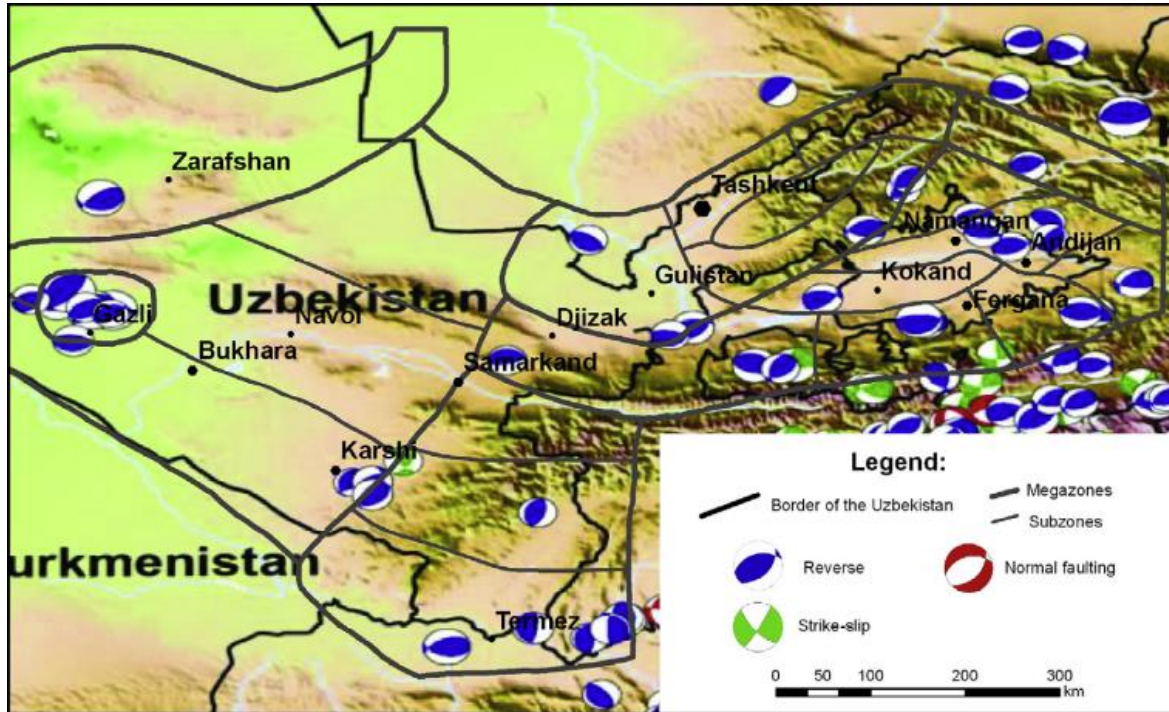 Zarafshan
Tashkent
Namangan
Andijan
Gulistan
Kokand
Fergana
Gazli
Uzbekistan
Navoi
Djizak
Bukhara
Samarkand
Karshi
urkmenistan
Termez
Legend:
Border of the Uzbekistan
Megazones
Subzones
Reverse
Normal faulting
Strike-slip
0 50 100 200 300
km